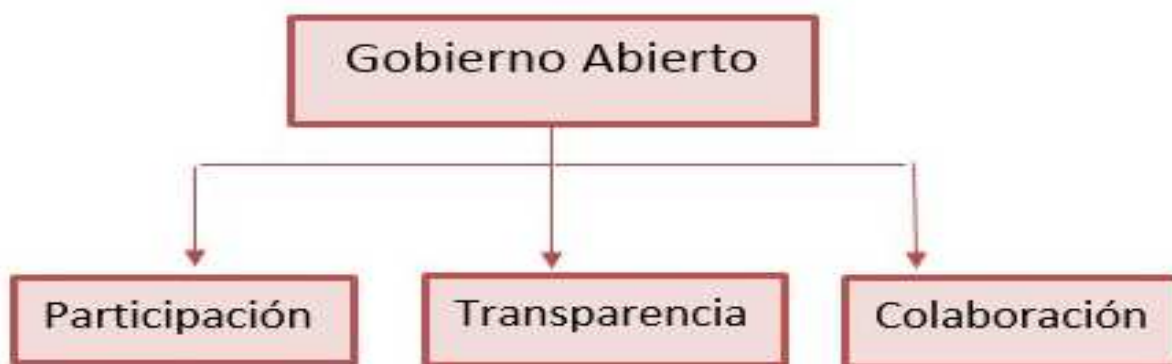 Gobierno Abierto
Participación
Transparencia
Colaboración